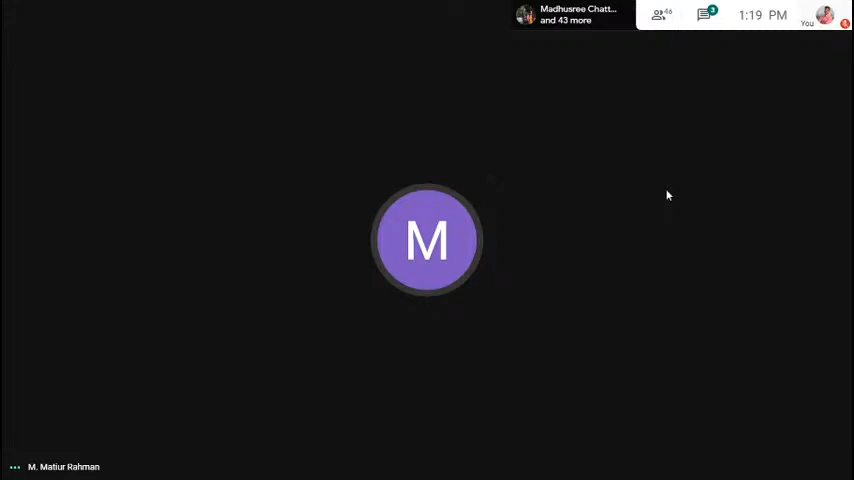 Madhusree Chatt...
and 43 more
46
3
1:19 PM
You
M
M. Matiur Rahman